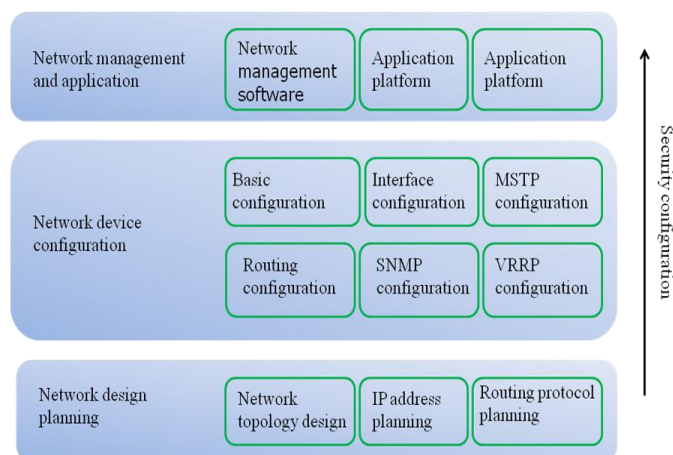 Network management
and application
Network
management
software
Application
platform
Application
platform
Network device
configuration
Basic
configuration
Interface
configuration
MSTP
configuration
Routing
configuration
SNMP
configuration
VRRP
configuration
Network design
planning
Network
topology design
IP address
planning
Routing protocol
planning
Security configuration